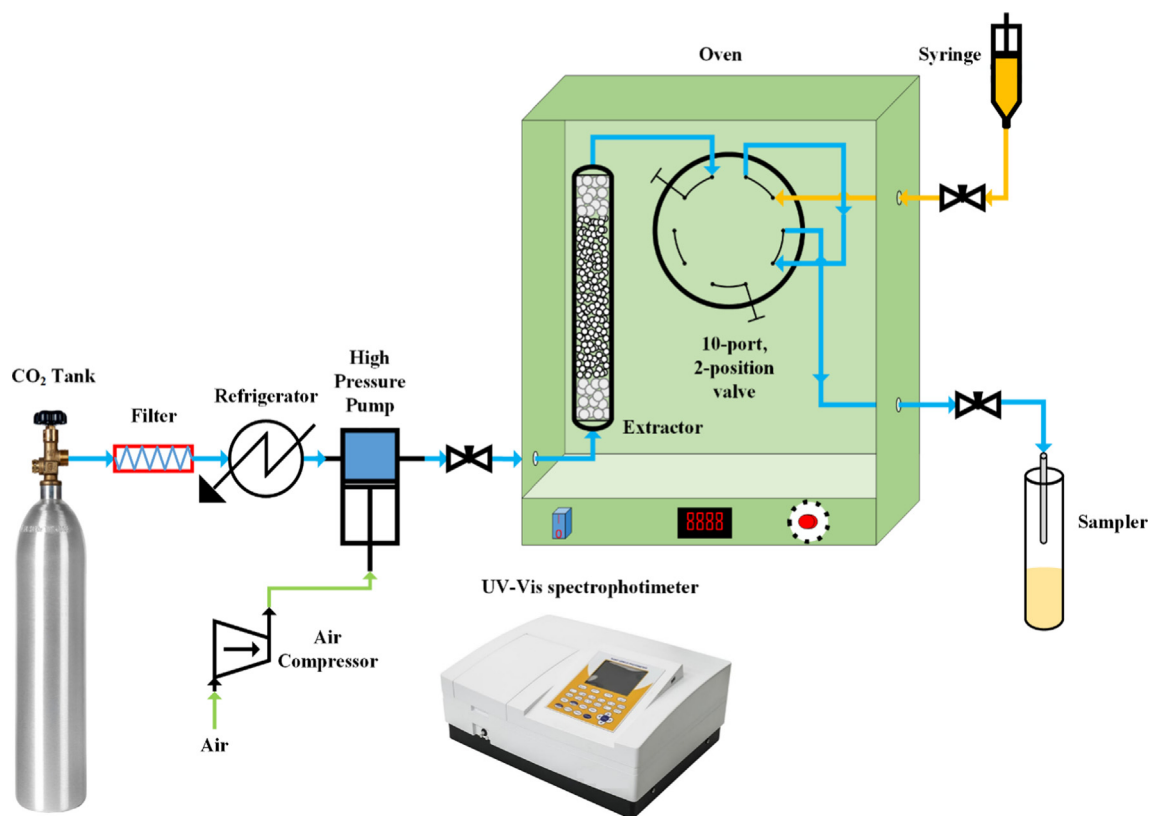 Oven
Syringe
10-port,
2-position
valve
High
Pressure
Pump
CO₂ Tank
Filter
Refrigerator
Extractor
8888
Sampler
UV-Vis spectrophotimeter
Air
Compressor
Air